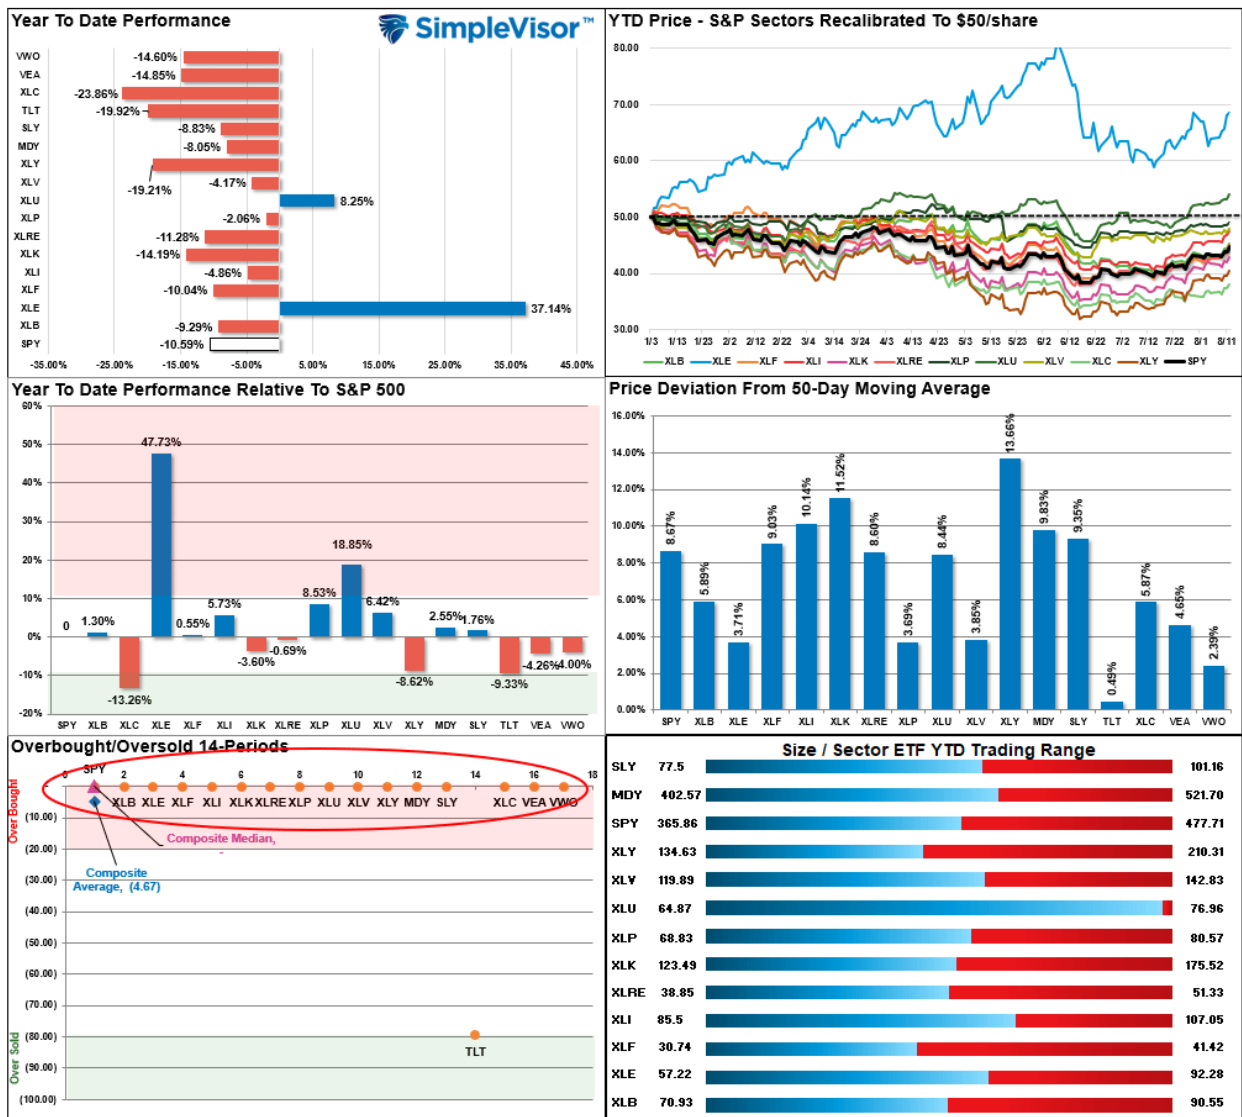 Year To Date Performance
SimpleVisor™
VWO -14.60%
VEA -14.85%
XLC -23.86%
TLT -19.92%
SLY -8.83%
MDY -8.05%
XLY -19.21%
XLV -4.17%
XLU 8.25%
XLP -2.06%
XLRE -11.28%
XLK -14.19%
XLI -4.86%
XLF -10.04%
XLE 37.14%
XLB -9.29%
SPY -10.59%
-35.00% -25.00% -15.00% -5.00% 5.00% 15.00% 25.00% 35.00% 45.00%
YTD Price - S&P Sectors Recalibrated To $50/share
80.00
70.00
60.00
50.00
40.00
30.00
1/3 1/13 1/23 2/2 2/12 2/22 3/4 3/14 3/24 4/3 4/13 4/23 5/3 5/13 5/23 6/2 6/12 6/22 7/2 7/12 7/22 8/1 8/11
XLB XLE XLF XLI XLK XLRE XLP XLU XLV XLC XLY SPY
Year To Date Performance Relative To S&P 500
60%
50%
40%
30%
20%
10%
0%
-10%
-20%
0 1.30% -13.26% 47.73% 0.55% 5.73% -3.60% -0.69% 8.53% 18.85% 6.42% -8.62% 2.55% 1.76% -9.33% -4.26% -4.00%
SPY XLB XLC XLE XLF XLI XLK XLRE XLP XLU XLV XLY MDY SLY TLT VEA VWO
Price Deviation From 50-Day Moving Average
16.00%
14.00%
12.00%
10.00%
8.00%
6.00%
4.00%
2.00%
0.00%
8.67% 5.89% 3.71% 9.03% 10.14% 11.52% 8.60% 3.69% 8.44% 3.85% 13.66% 9.83% 9.35% 0.49% 5.87% 4.65% 2.39%
SPY XLB XLE XLF XLI XLK XLRE XLP XLU XLV XLY MDY SLY TLT XLC VEA VWO
Overbought/Oversold 14-Periods
0 2 4 6 8 10 12 14 16 18
SPY
XLB XLE XLF XLI XLK XLRE XLP XLU XLV XLY MDY SLY XLC VEA VWO
Over Bought
(10.00)
(20.00)
(30.00)
(40.00)
(50.00)
(60.00)
(70.00)
(80.00)
(90.00)
(100.00)
Over Sold
Composite Median, -
Composite
Average, (4.67)
TLT
Size / Sector ETF YTD Trading Range
SLY 77.5 101.16
MDY 402.57 521.70
SPY 365.86 477.71
XLY 134.63 210.31
XLV 119.89 142.83
XLU 64.87 76.96
XLP 68.83 80.57
XLK 123.49 175.52
XLRE 38.85 51.33
XLI 85.5 107.05
XLF 30.74 41.42
XLE 57.22 92.28
XLB 70.93 90.55